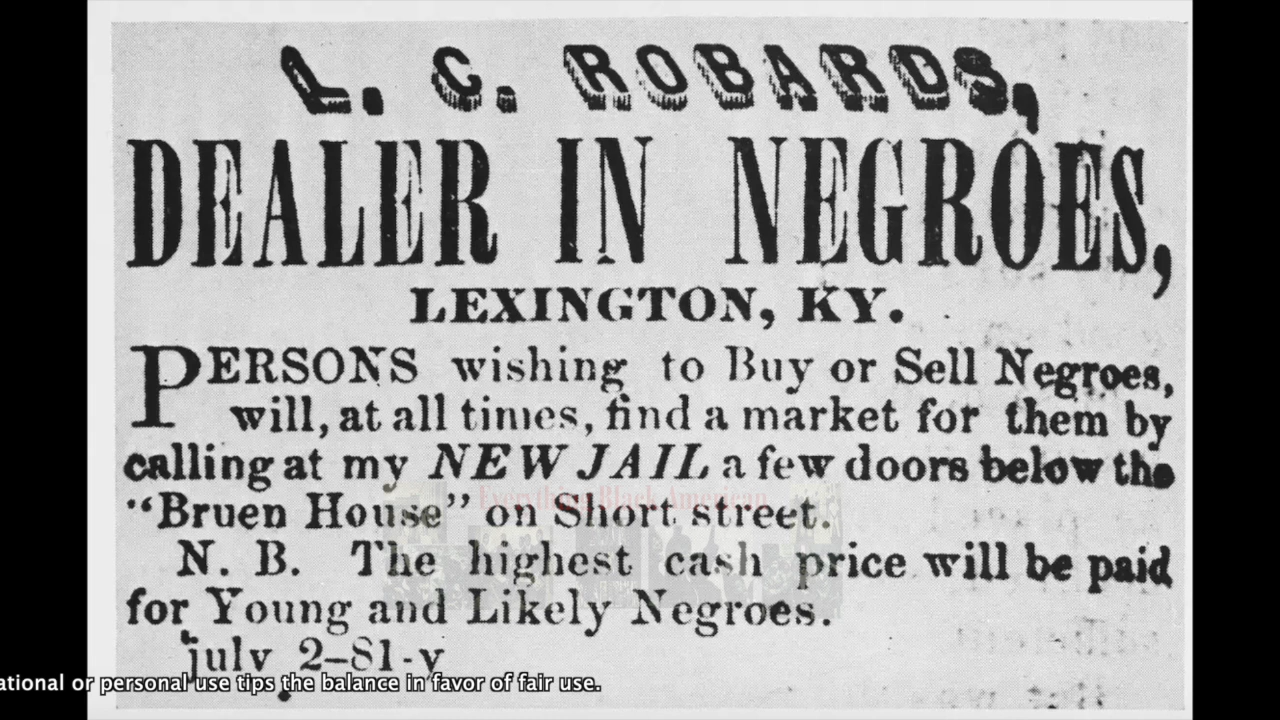 L. C. ROBARDS,
DEALER IN NEGROES,
LEXINGTON, KY.
PERSONS wishing to Buy or Sell Negroes,
will, at all times, find a market for them by
calling at my NEW JAIL a few doors below the
"Bruen House" on Short street.
Everything Black American
N. B. The highest cash price will be paid
for Young and Likely Negroes.
july 2-81-y
ational or personal use tips the balance in favor of fair use.